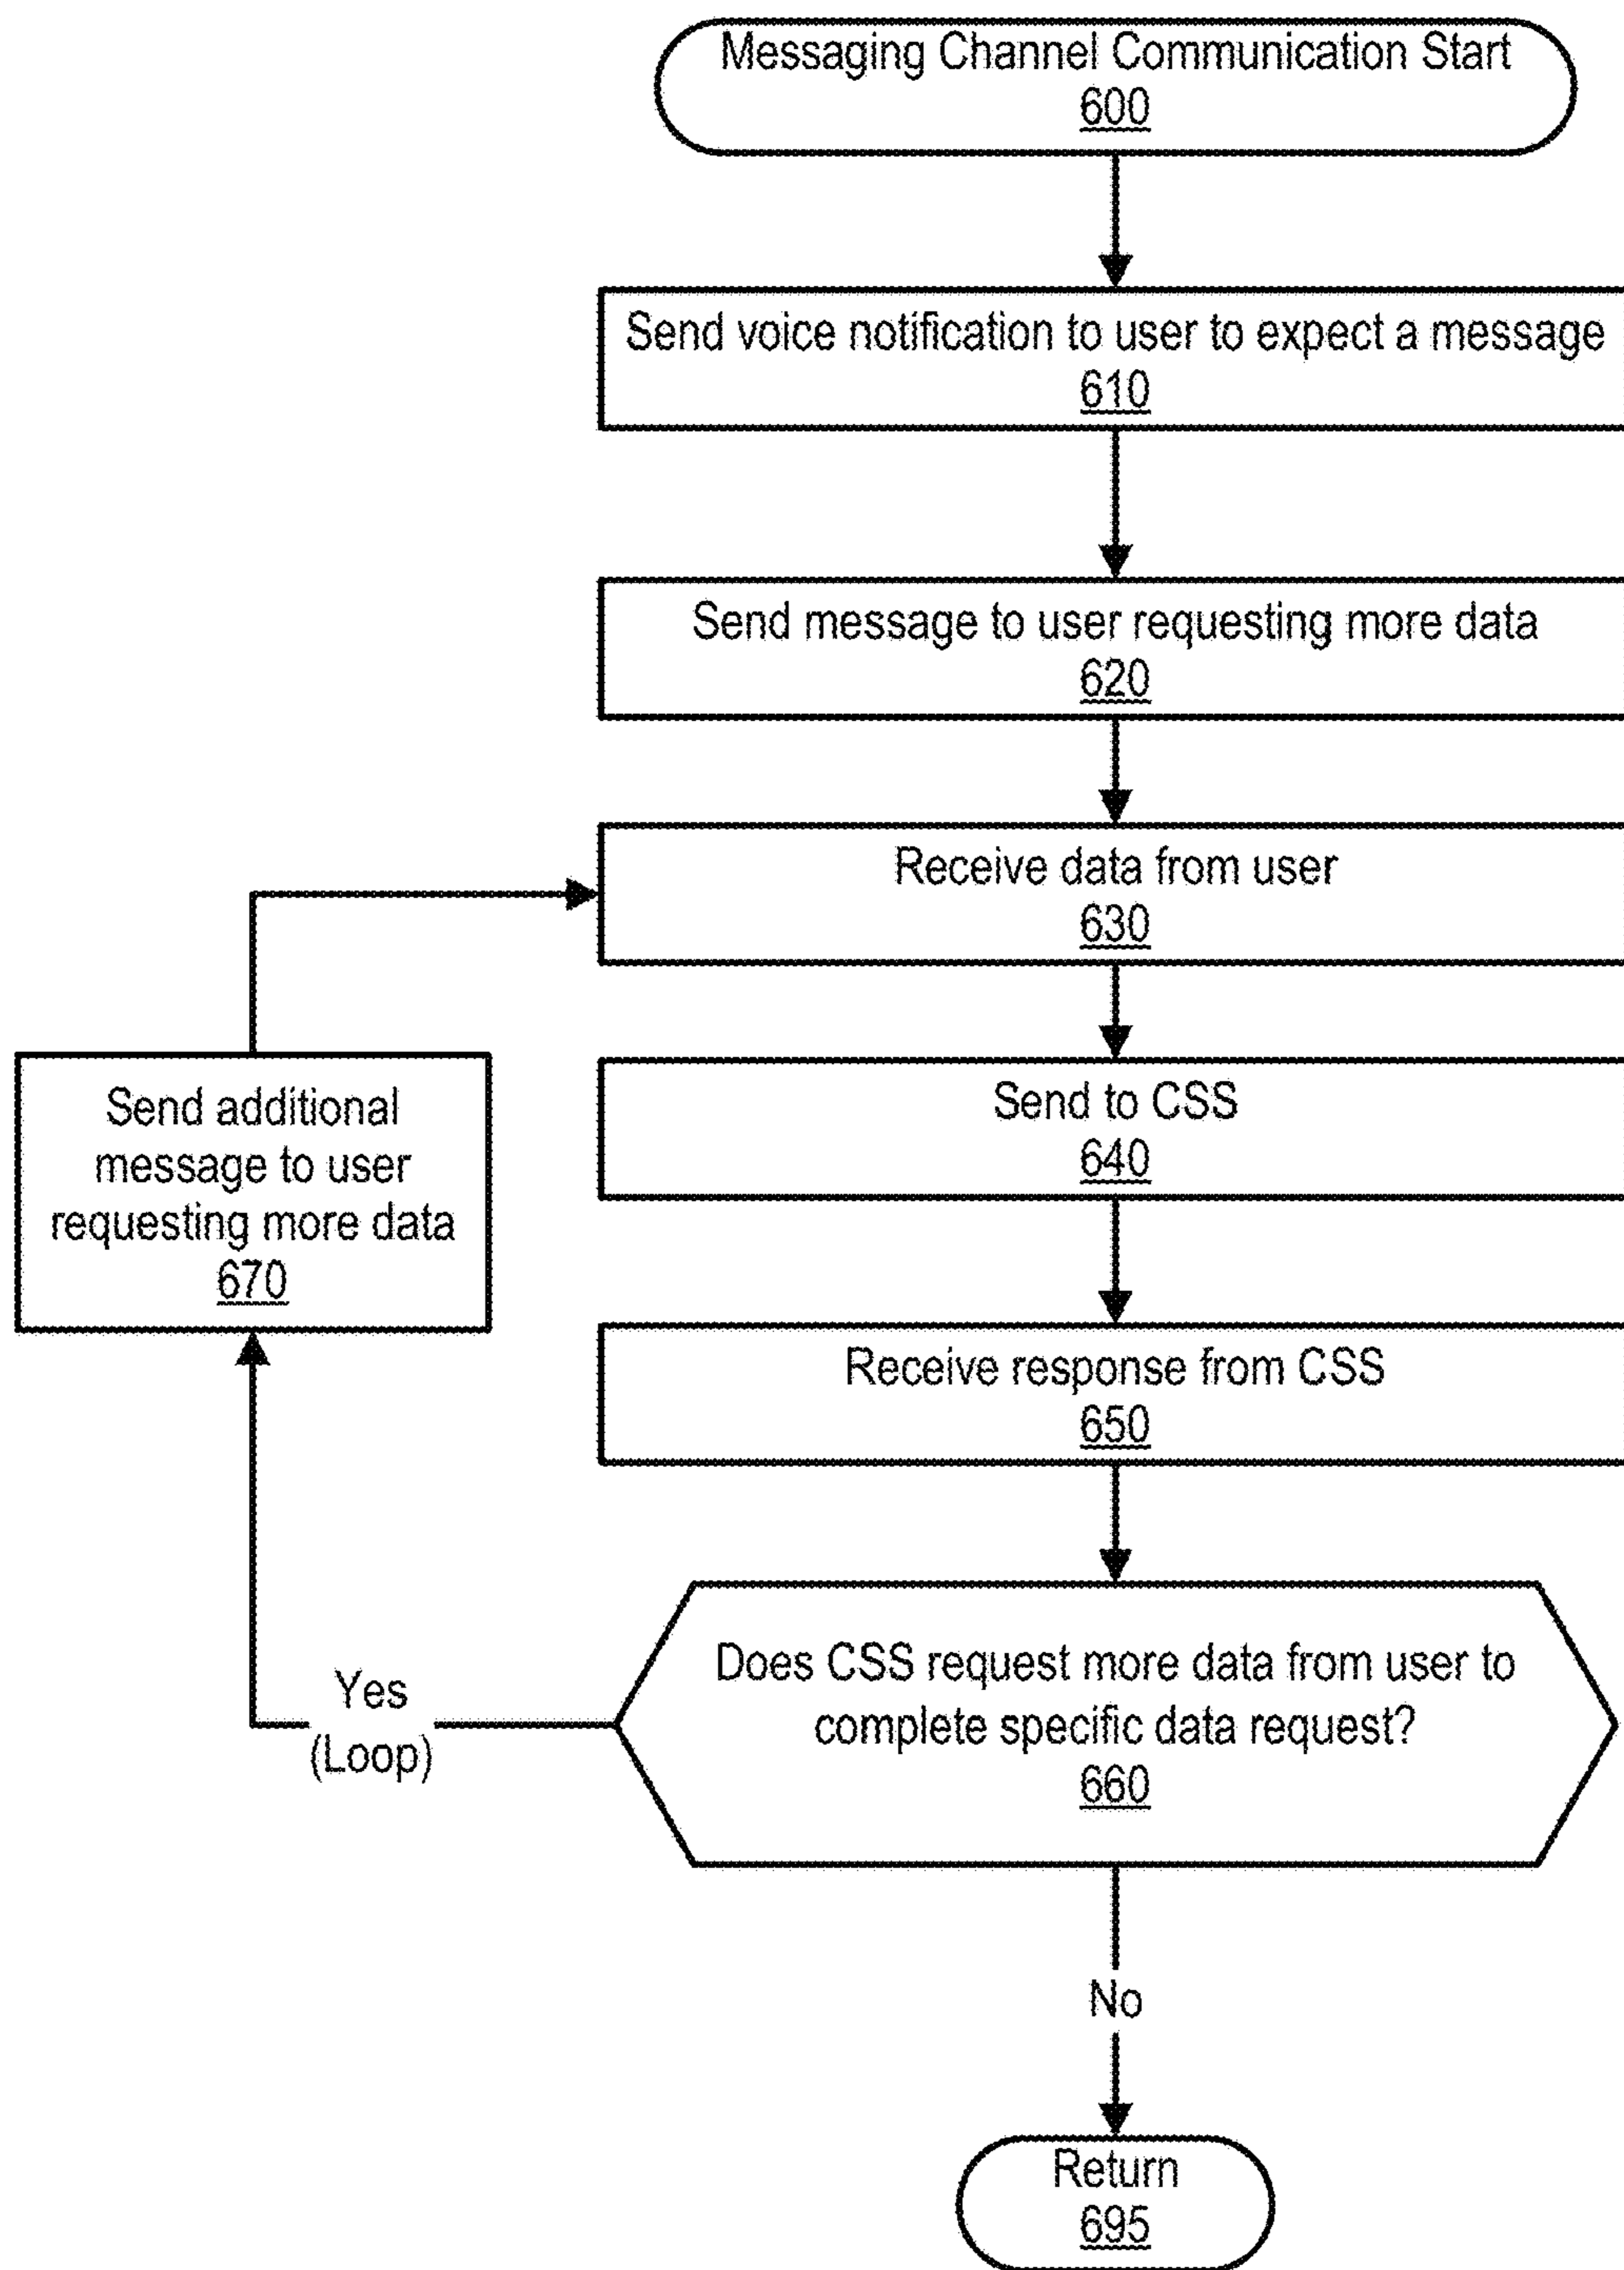 Messaging Channel Communication Start
600
Send voice notification to user to expect a message
610
Send message to user requesting more data
620
Receive data from user
630
Send to CSS
640
Send additional
message to user
requesting more data
670
Receive response from CSS
650
Does CSS request more data from user to
complete specific data request?
660
Yes
(Loop)
No
Return
695